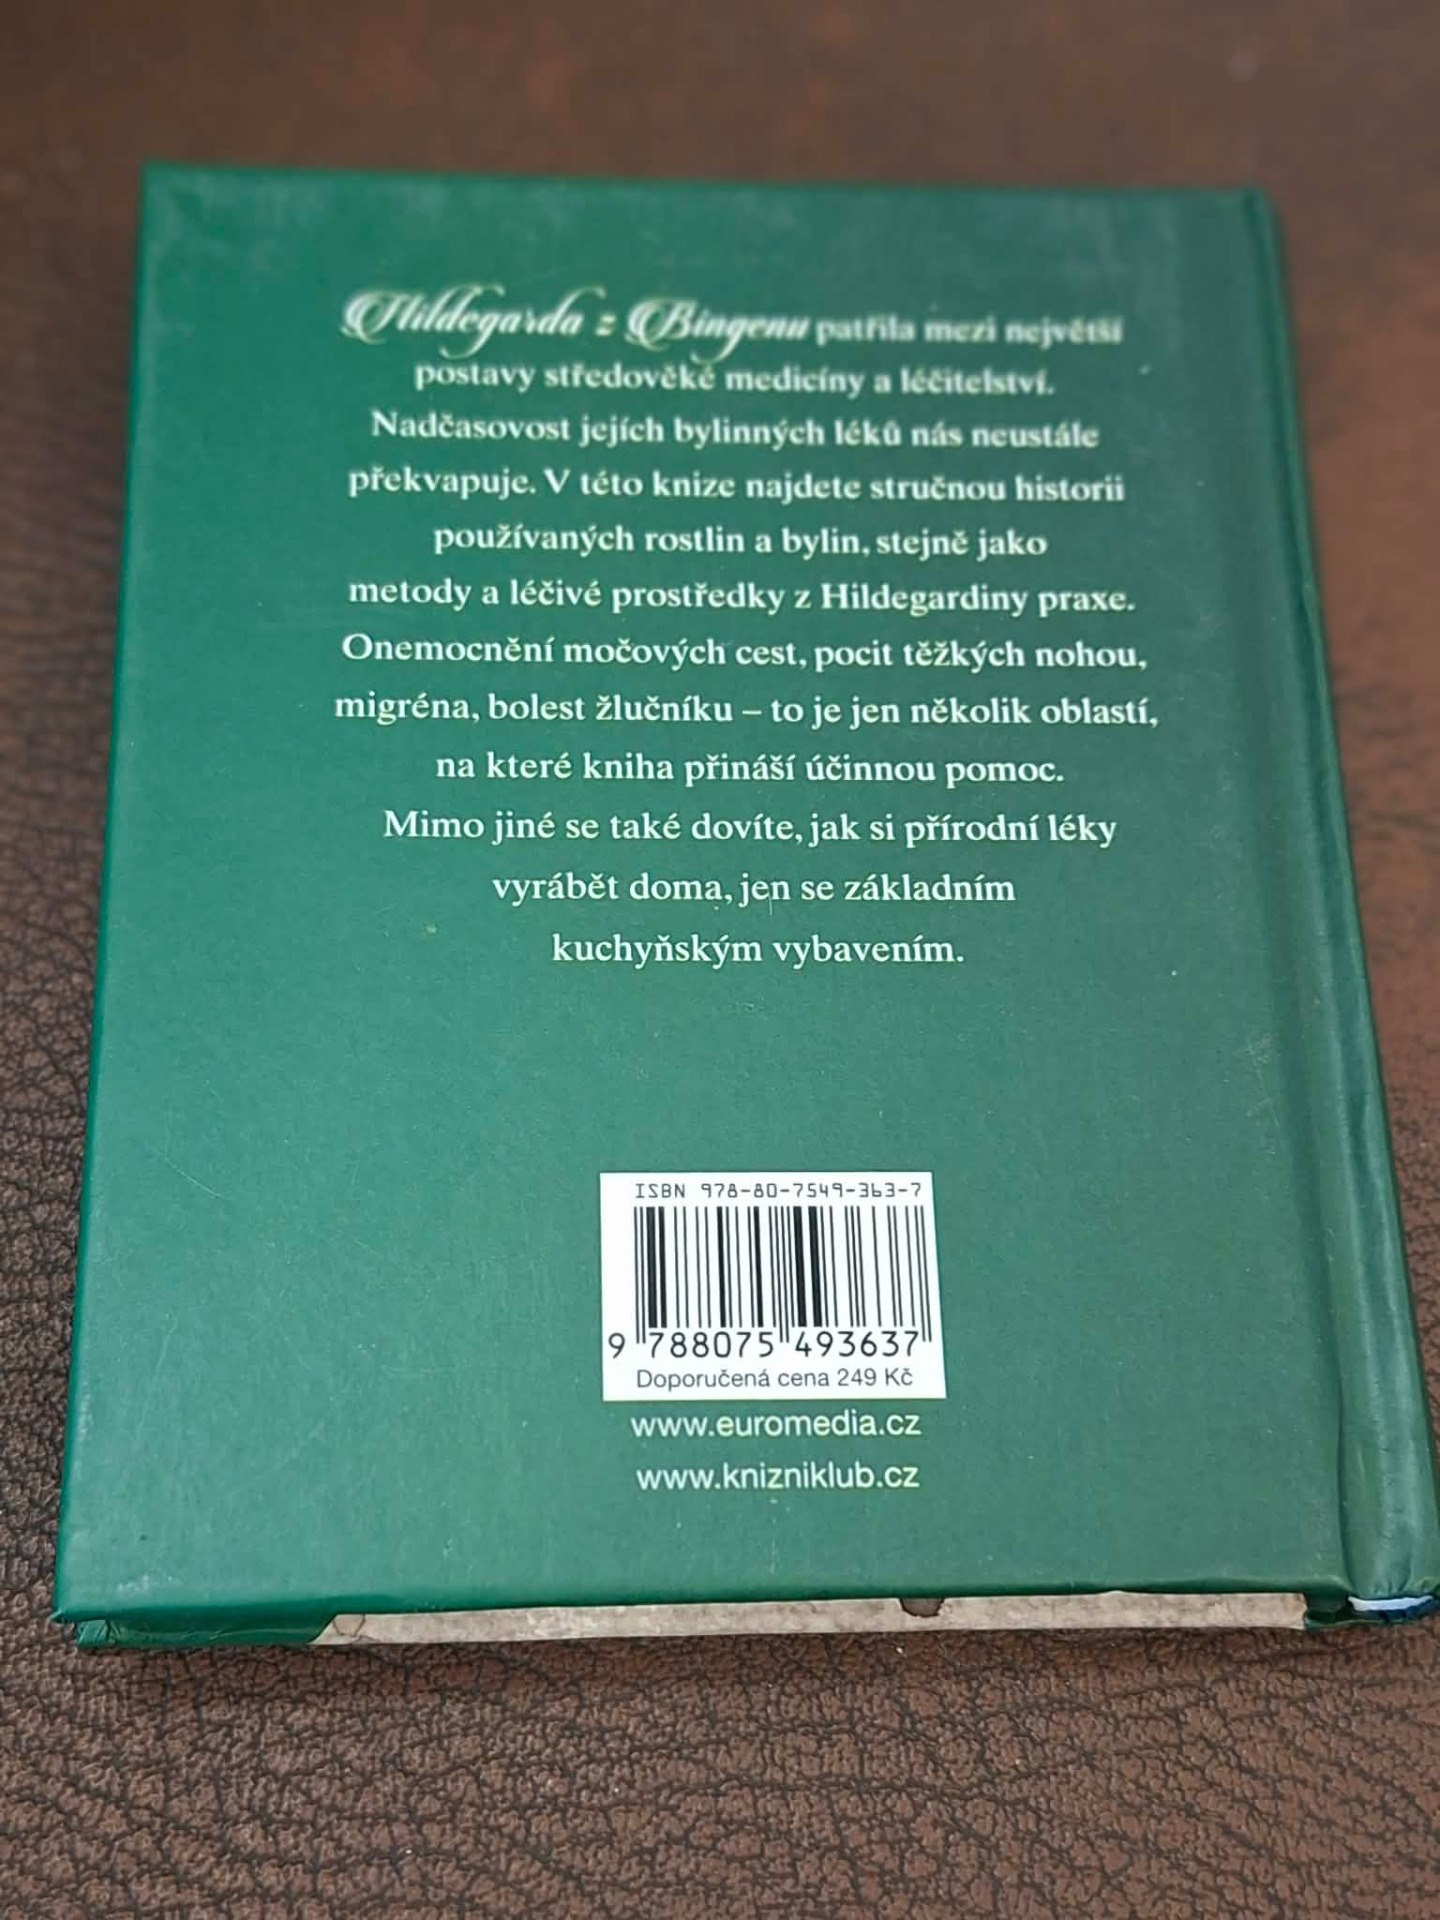 Hildegarda z Bingenu patřila mezi největší
postavy středověké medicíny a léčitelství.
Nadčasovost jejích bylinných léků nás neustále
překvapuje. V této knize najdete stručnou historii
používaných rostlin a bylin, stejně jako
metody a léčivé prostředky z Hildegardiny praxe.
Onemocnění močových cest, pocit těžkých nohou,
migréna, bolest žlučníku – to je jen několik oblastí,
na které kniha přináší účinnou pomoc.
Mimo jiné se také dovíte, jak si přírodní léky
vyrábět doma, jen se základním
kuchyňským vybavením.
ISBN 978-80-7549-363-7
9 788075 493637
Doporučená cena 249 Kč
www.euromedia.cz
www.knizniklub.cz